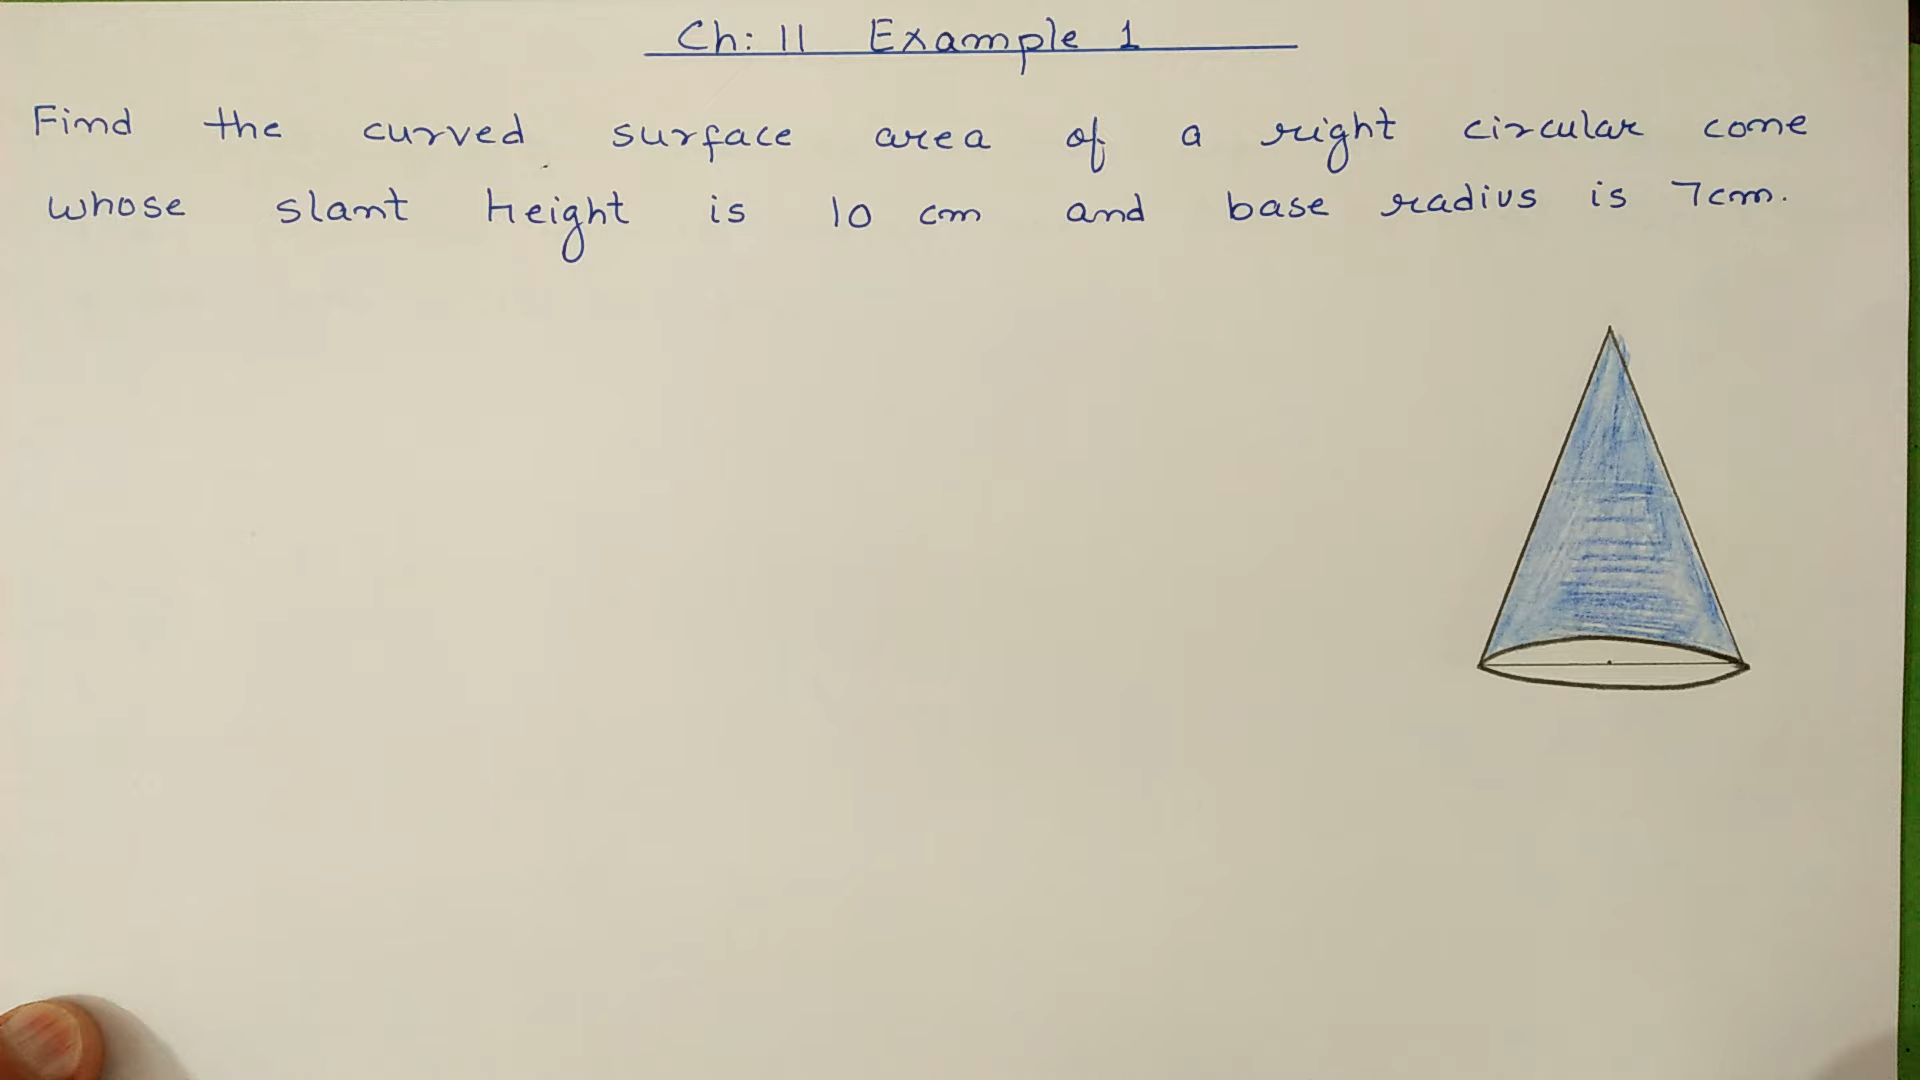 Ch: 11 Example 1
Find the curved surface area of a right circular cone
whose slant height is 10 cm and base radius is 7cm.